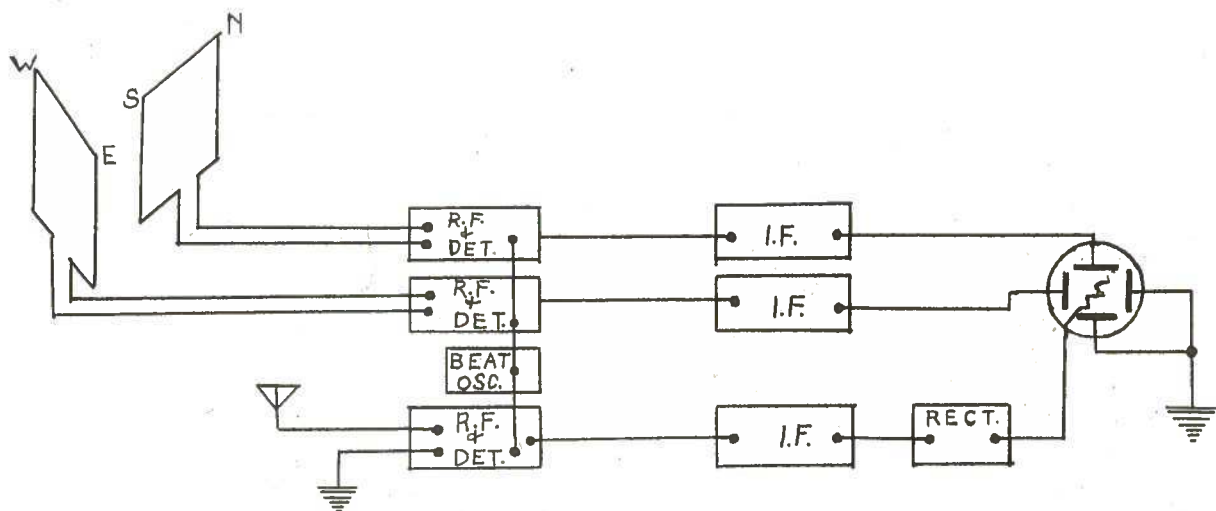 N
W
S
E
R.F.
+
DET.
I.F.
R.F.
+
DET.
I.F.
BEAT
OSC.
R.F.
+
DET.
I.F.
RECT.